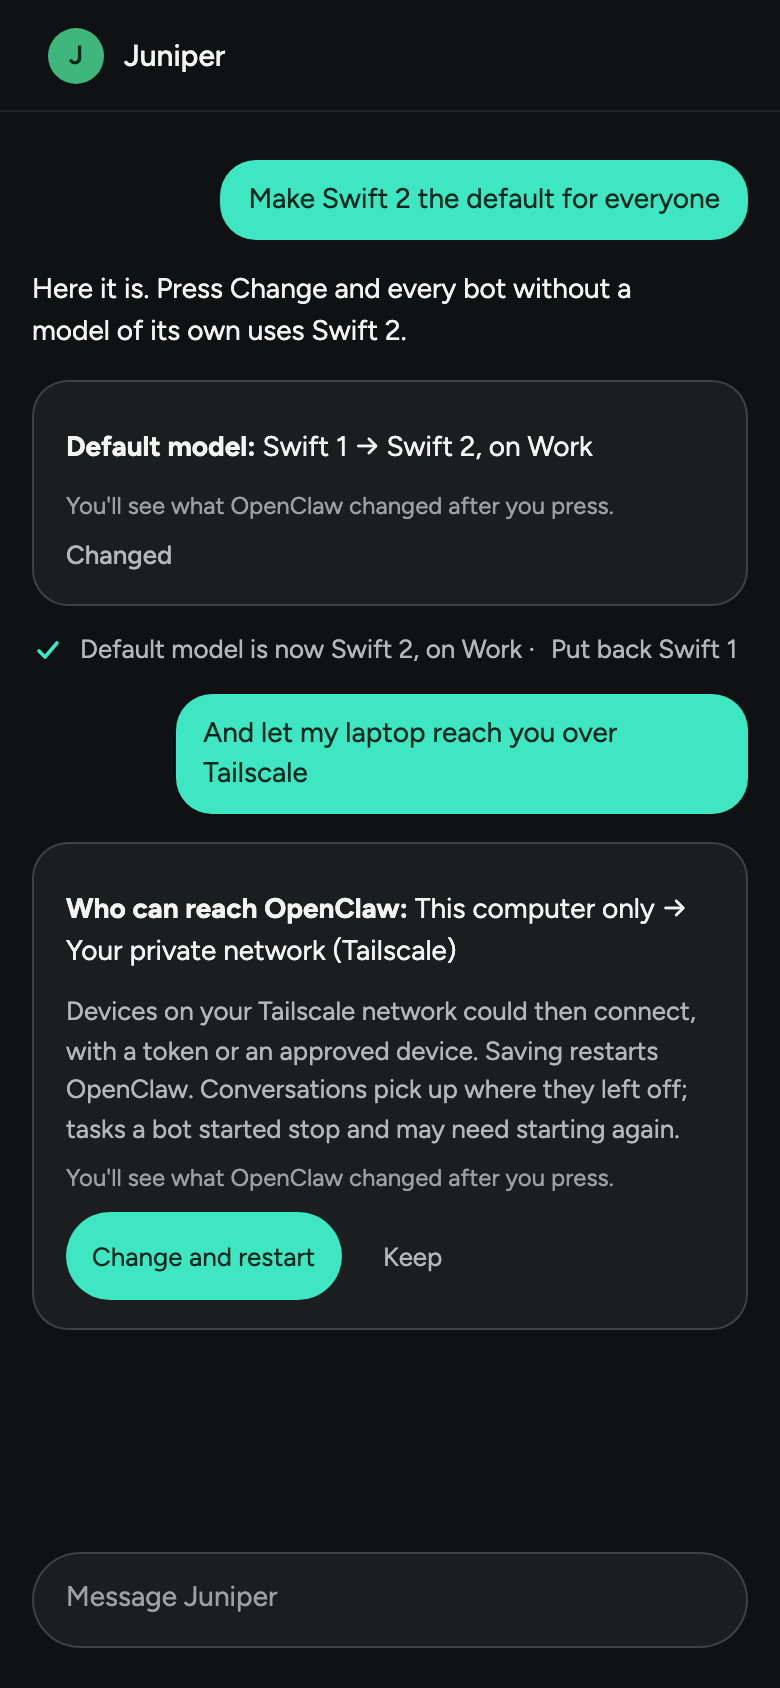 J
Juniper
Make Swift 2 the default for everyone
Here it is. Press Change and every bot without a
model of its own uses Swift 2.
Default model: Swift 1 → Swift 2, on Work
You'll see what OpenClaw changed after you press.
Changed
Default model is now Swift 2, on Work · Put back Swift 1
And let my laptop reach you over
Tailscale
Who can reach OpenClaw: This computer only →
Your private network (Tailscale)
Devices on your Tailscale network could then connect,
with a token or an approved device. Saving restarts
OpenClaw. Conversations pick up where they left off;
tasks a bot started stop and may need starting again.
You'll see what OpenClaw changed after you press.
Change and restart
Keep
Message Juniper